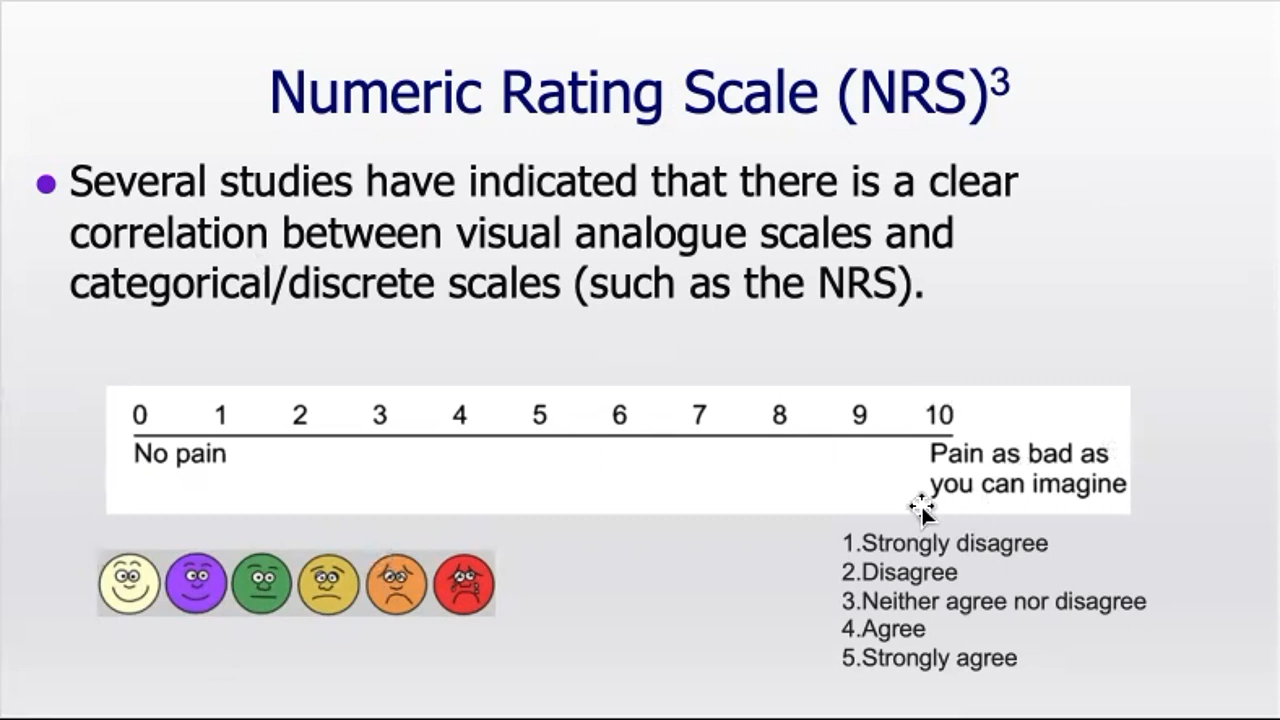 Numeric Rating Scale (NRS)3
Several studies have indicated that there is a clear
correlation between visual analogue scales and
categorical/discrete scales (such as the NRS).
0 1 2 3 4 5 6 7 8 9 10
No pain
Pain as bad as
you can imagine
1.Strongly disagree
2.Disagree
3.Neither agree nor disagree
4.Agree
5.Strongly agree